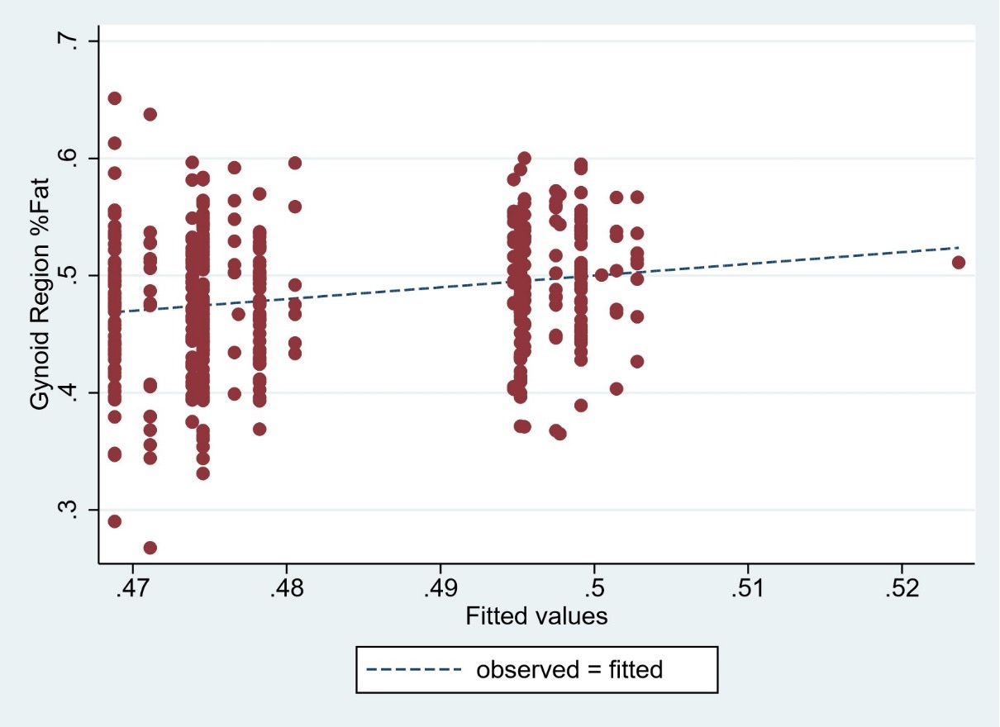 .7
.6
.5
.4
.3
Gynoid Region %Fat
.47 .48 .49 .5 .51 .52
Fitted values
observed = fitted